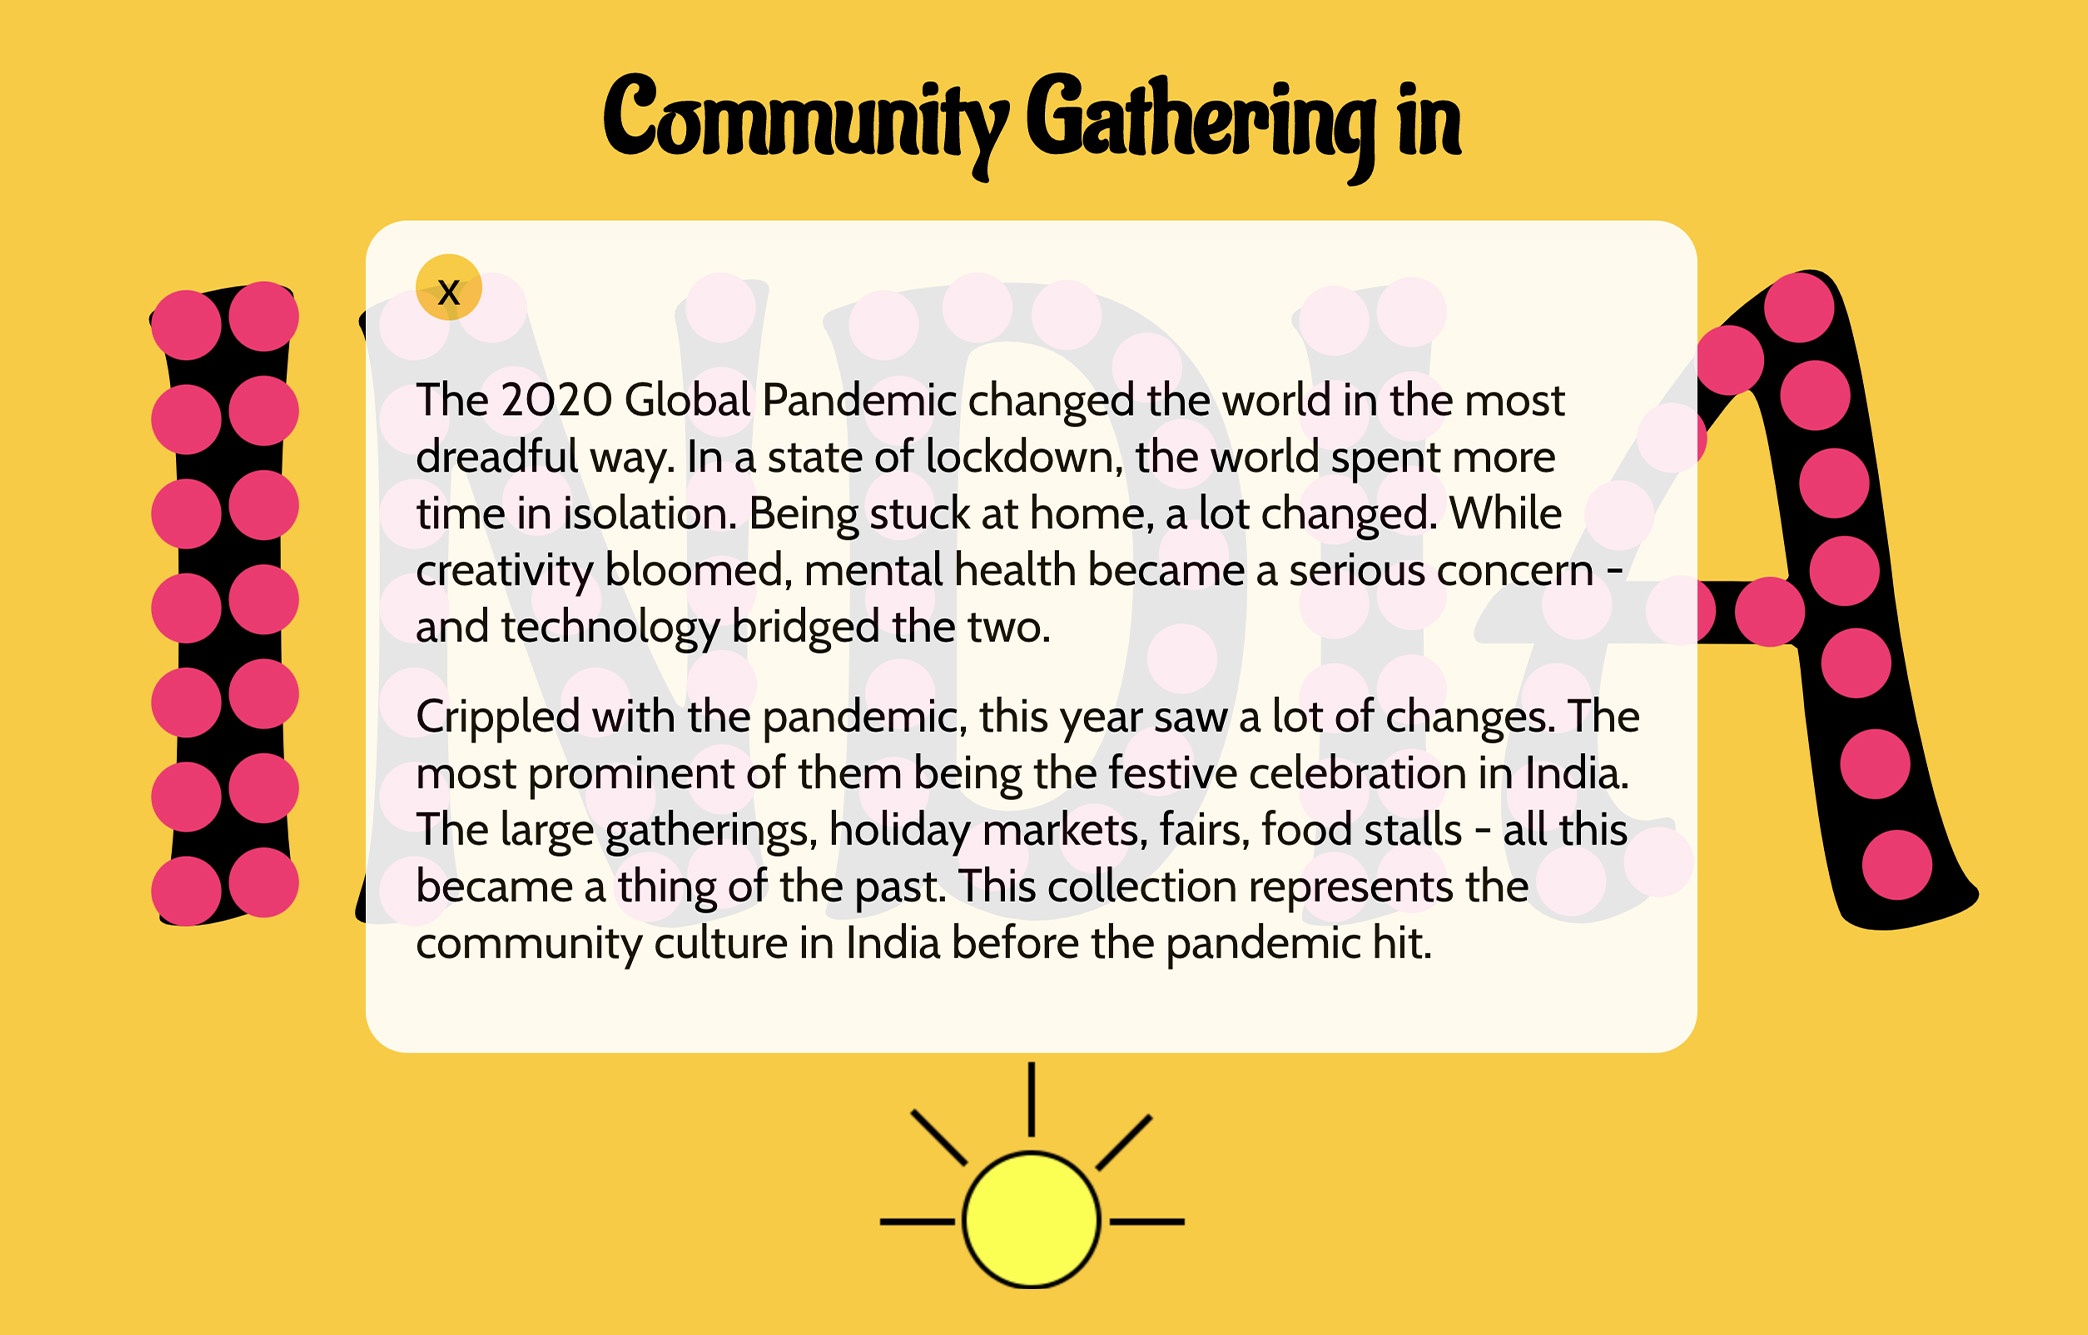 Community Gathering in
INDIA
x
The 2020 Global Pandemic changed the world in the most
dreadful way. In a state of lockdown, the world spent more
time in isolation. Being stuck at home, a lot changed. While
creativity bloomed, mental health became a serious concern -
and technology bridged the two.
Crippled with the pandemic, this year saw a lot of changes. The
most prominent of them being the festive celebration in India.
The large gatherings, holiday markets, fairs, food stalls - all this
became a thing of the past. This collection represents the
community culture in India before the pandemic hit.